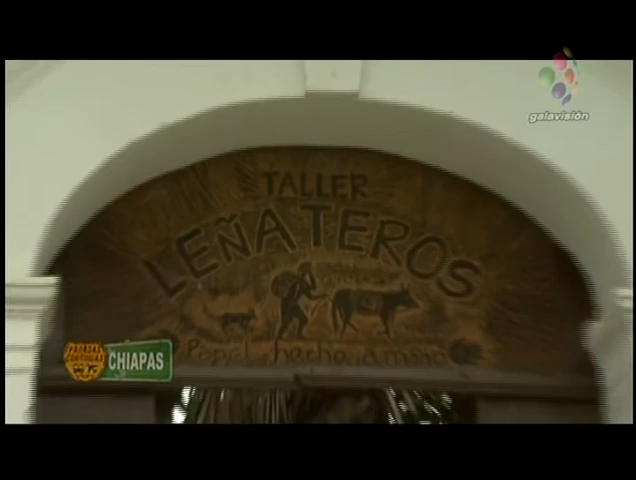 galavisión
TALLER
LEÑATEROS
Papel hecho a mano
CHIAPAS